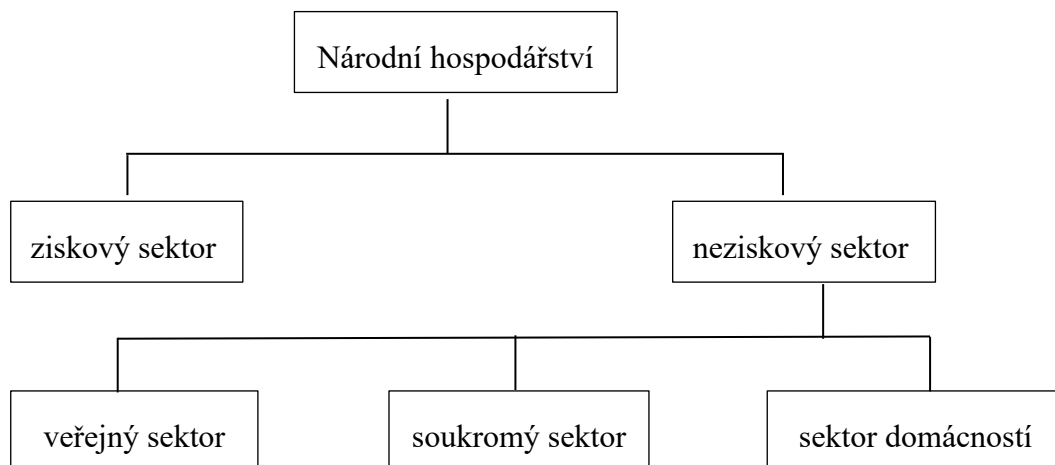 Národní hospodářství
ziskový sektor
neziskový sektor
veřejný sektor
soukromý sektor
sektor domácností